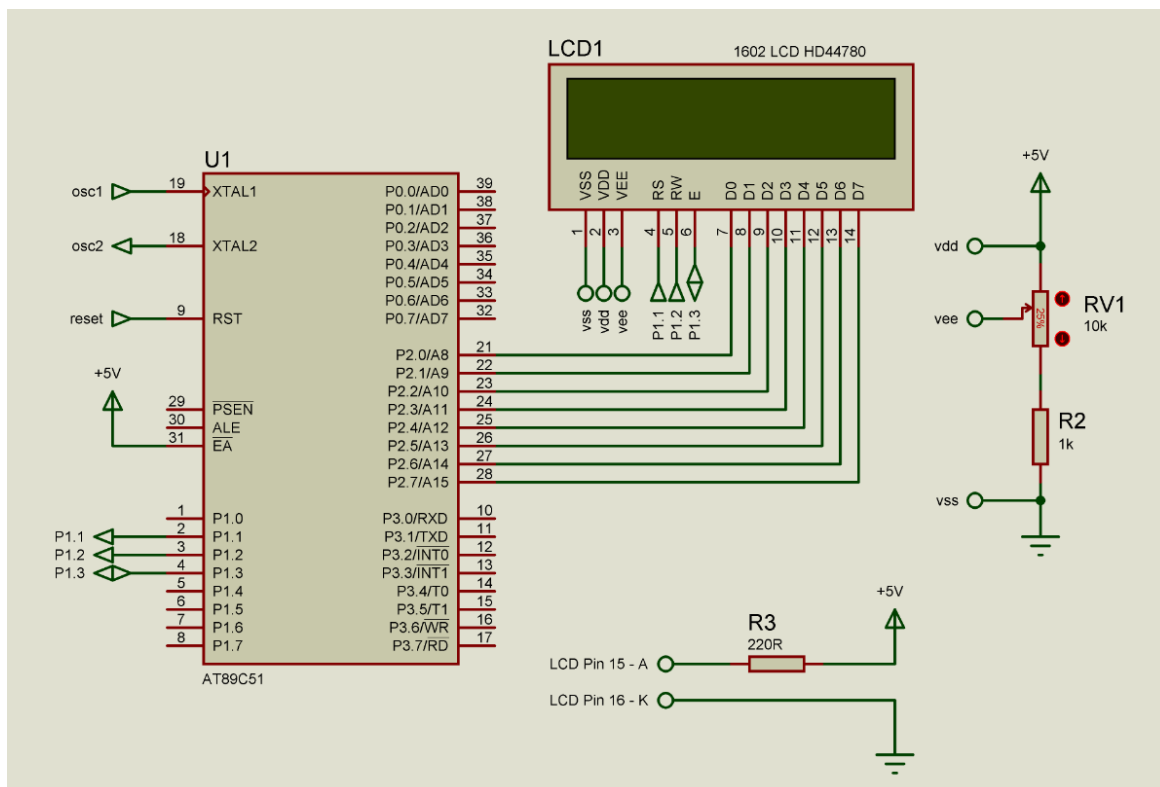 LCD1
1602 LCD HD44780
VSS
VDD
VEE
RS
RW
E
D0
D1
D2
D3
D4
D5
D6
D7
1
2
3
4
5
6
7
8
9
10
11
12
13
14
vss
vdd
vee
P1.1
P1.2
P1.3
U1
osc1
19
XTAL1
osc2
18
XTAL2
reset
9
RST
+5V
29
PSEN
30
ALE
31
EA
1
P1.0
P1.1
2
P1.1
P1.2
3
P1.2
P1.3
4
P1.3
5
P1.4
6
P1.5
7
P1.6
8
P1.7
P0.0/AD0
39
P0.1/AD1
38
P0.2/AD2
37
P0.3/AD3
36
P0.4/AD4
35
P0.5/AD5
34
P0.6/AD6
33
P0.7/AD7
32
P2.0/A8
21
P2.1/A9
22
P2.2/A10
23
P2.3/A11
24
P2.4/A12
25
P2.5/A13
26
P2.6/A14
27
P2.7/A15
28
P3.0/RXD
10
P3.1/TXD
11
P3.2/INT0
12
P3.3/INT1
13
P3.4/T0
14
P3.5/T1
15
P3.6/WR
16
P3.7/RD
17
AT89C51
+5V
vdd
vee
25%
RV1
10k
R2
1k
vss
+5V
R3
220R
LCD Pin 15 - A
LCD Pin 16 - K